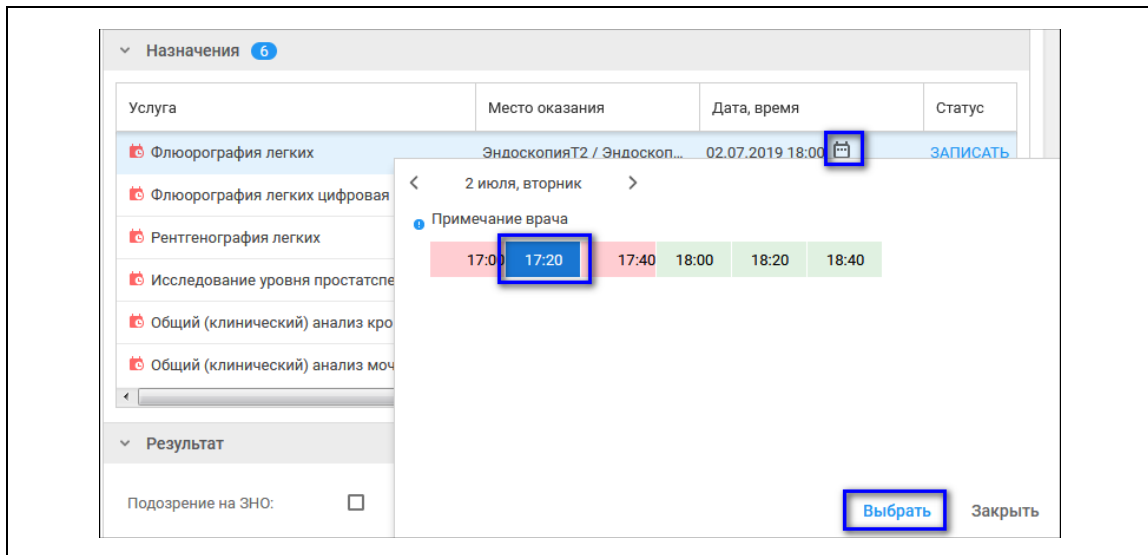 Назначения 6
Услуга Место оказания Дата, время Статус
Флюорография легких ЭндоскопияТ2 / Эндоскоп... 02.07.2019 18:00 ЗАПИСАТЬ
2 июля, вторник
Флюорография легких цифровая
Примечание врача
Рентгенография легких
17:00 17:20 17:40 18:00 18:20 18:40
Исследование уровня простатспе
Общий (клинический) анализ кро
Общий (клинический) анализ моч
Результат
Подозрение на ЗНО:
Выбрать Закрыть